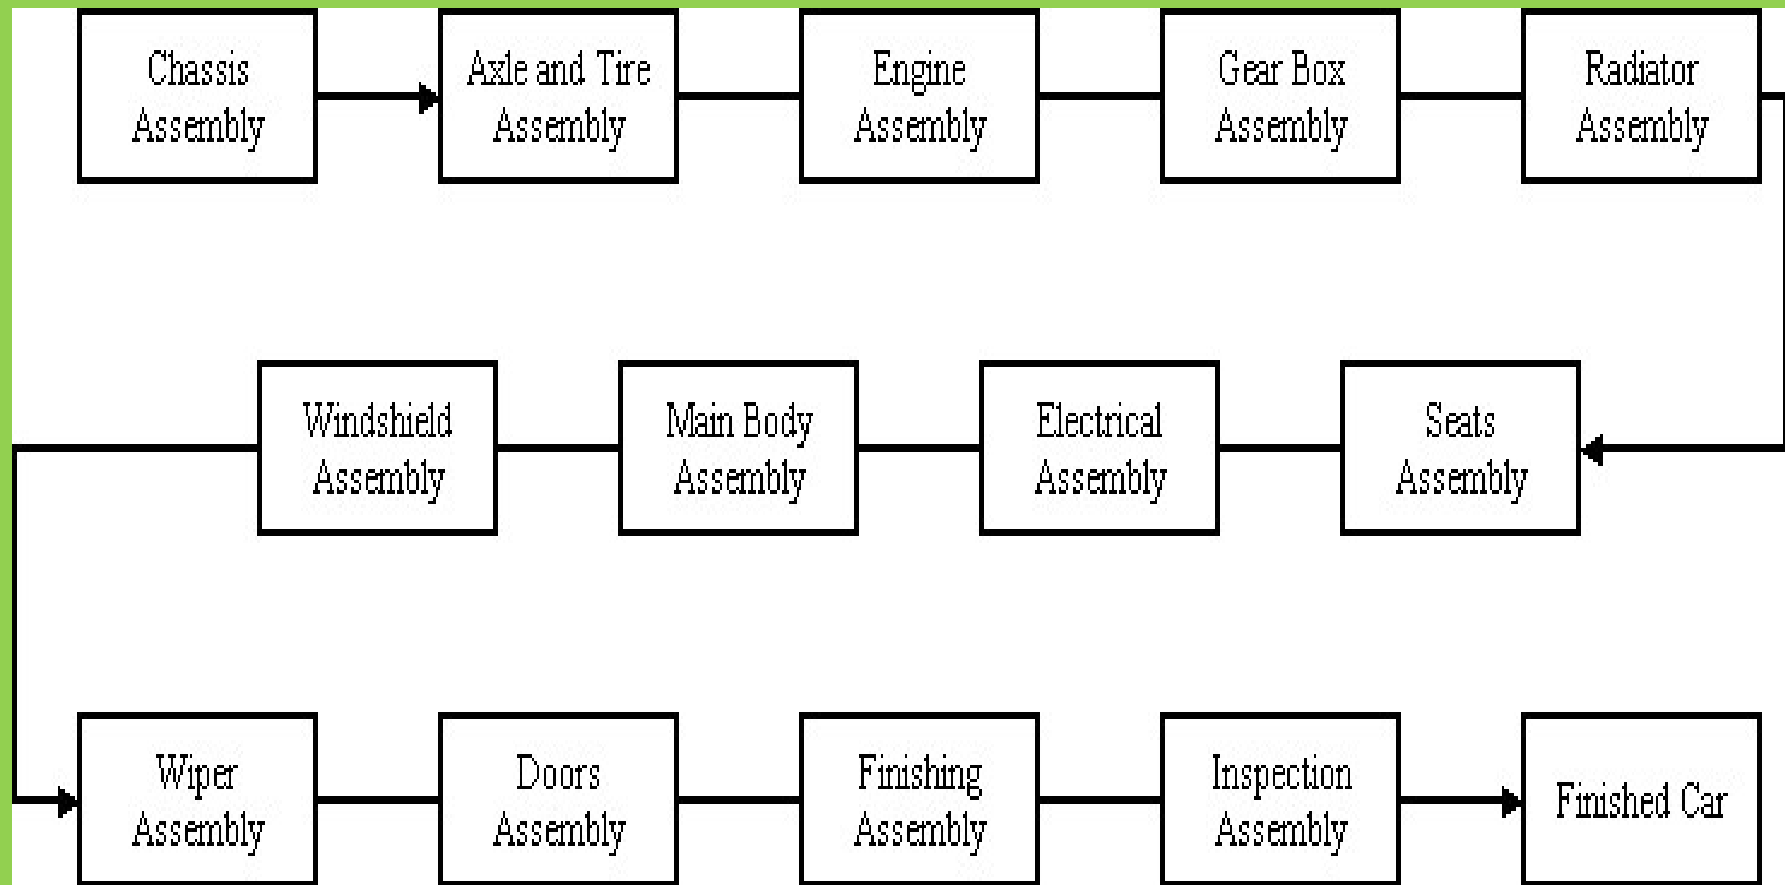 Chassis
Assembly
Axle and Tire
Assembly
Engine
Assembly
Gear Box
Assembly
Radiator
Assembly
Seats
Assembly
Electrical
Assembly
Main Body
Assembly
Windshield
Assembly
Wiper
Assembly
Doors
Assembly
Finishing
Assembly
Inspection
Assembly
Finished Car